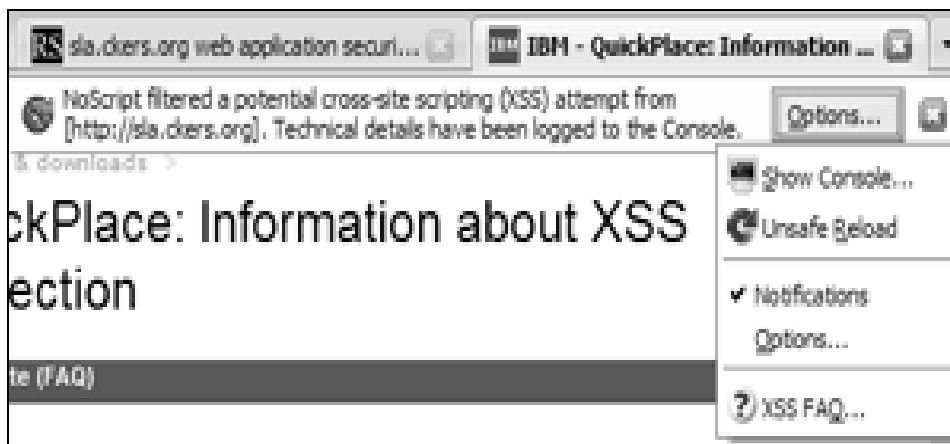 RS sla.ckers.org web application securi...
IBM IBM - QuickPlace: Information ...
NoScript filtered a potential cross-site scripting (XSS) attempt from
[http://sla.ckers.org]. Technical details have been logged to the Console.
Options...
& downloads >
ckPlace: Information about XSS
ection
te (FAQ)
Show Console...
Unsafe Reload
Notifications
Options...
XSS FAQ...